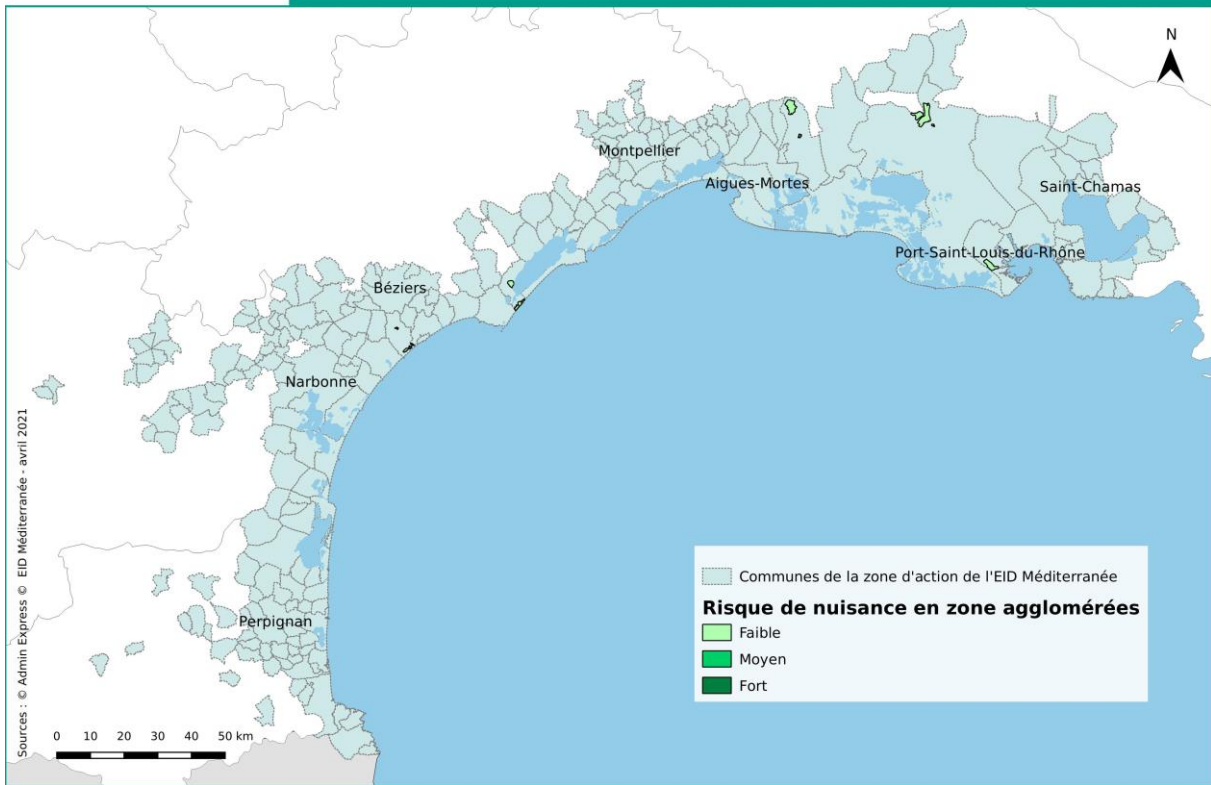 N
Montpellier
Aigues-Mortes
Saint-Chamas
Port-Saint-Louis-du-Rhône
Béziers
Narbonne
Perpignan
Communes de la zone d'action de l'EID Méditerranée
Risque de nuisance en zone agglomérées
Faible
Moyen
Fort
0 10 20 30 40 50 km
Sources : © Admin Express © EID Méditerranée - avril 2021